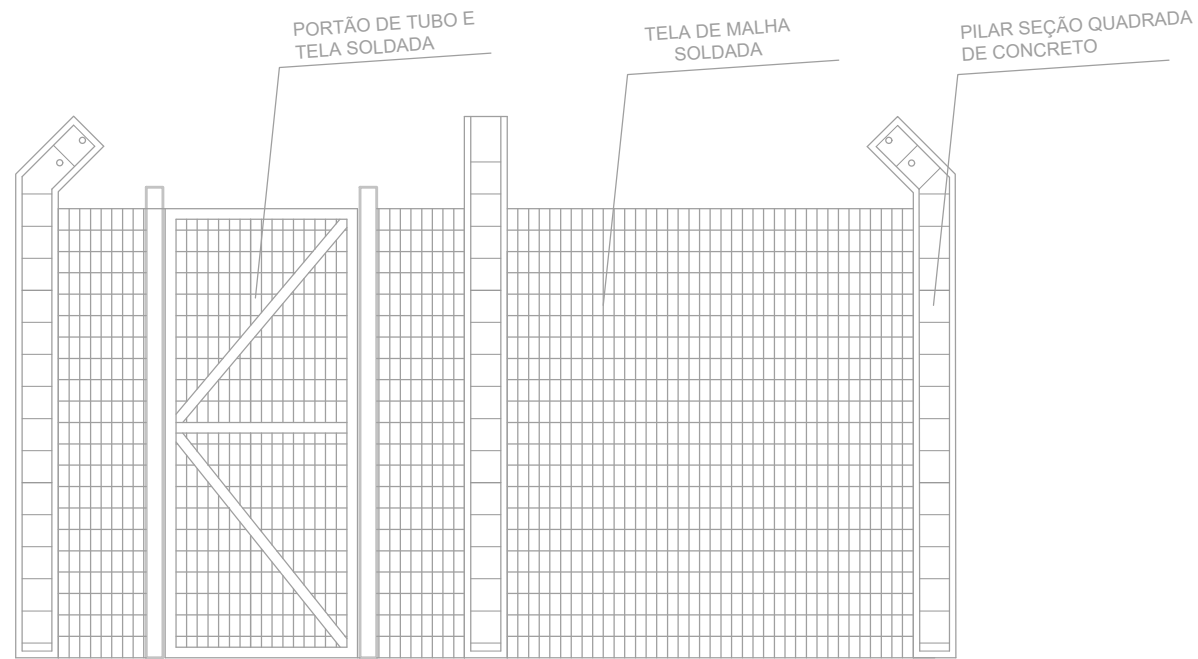 PORTÃO DE TUBO E
TELA SOLDADA
TELA DE MALHA
SOLDADA
PILAR SEÇÃO QUADRADA
DE CONCRETO